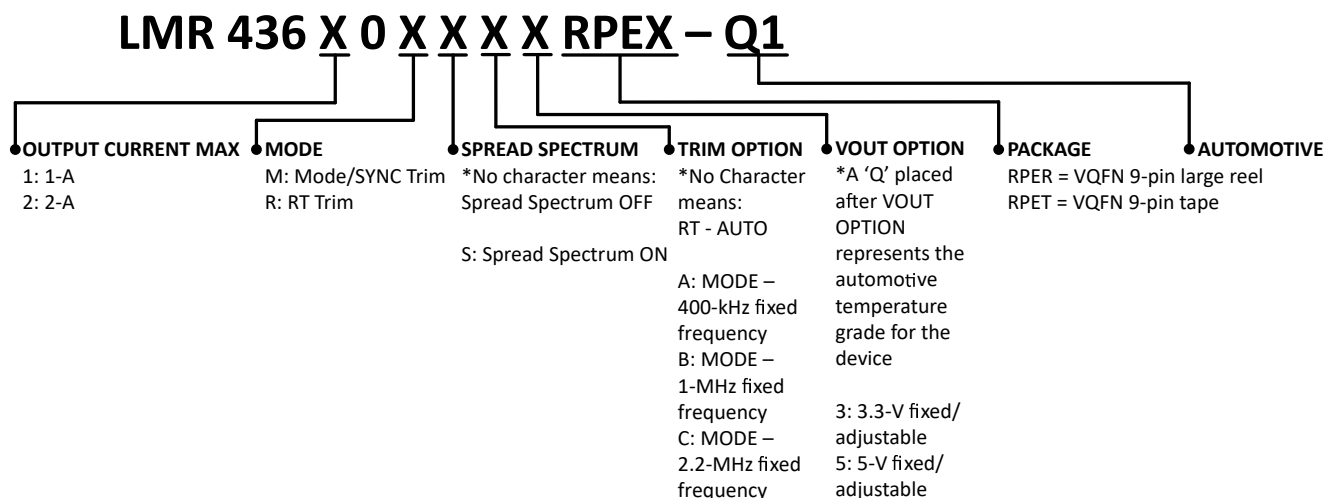 LMR 436 X 0 X X X X RPEX – Q1
OUTPUT CURRENT MAX
1: 1-A
2: 2-A
MODE
M: Mode/SYNC Trim
R: RT Trim
SPREAD SPECTRUM
*No character means:
Spread Spectrum OFF
S: Spread Spectrum ON
TRIM OPTION
*No Character
means:
RT - AUTO
A: MODE –
400-kHz fixed
frequency
B: MODE –
1-MHz fixed
frequency
C: MODE –
2.2-MHz fixed
frequency
VOUT OPTION
*A ‘Q’ placed
after VOUT
OPTION
represents the
automotive
temperature
grade for the
device
3: 3.3-V fixed/
adjustable
5: 5-V fixed/
adjustable
PACKAGE
RPER = VQFN 9-pin large reel
RPET = VQFN 9-pin tape
AUTOMOTIVE